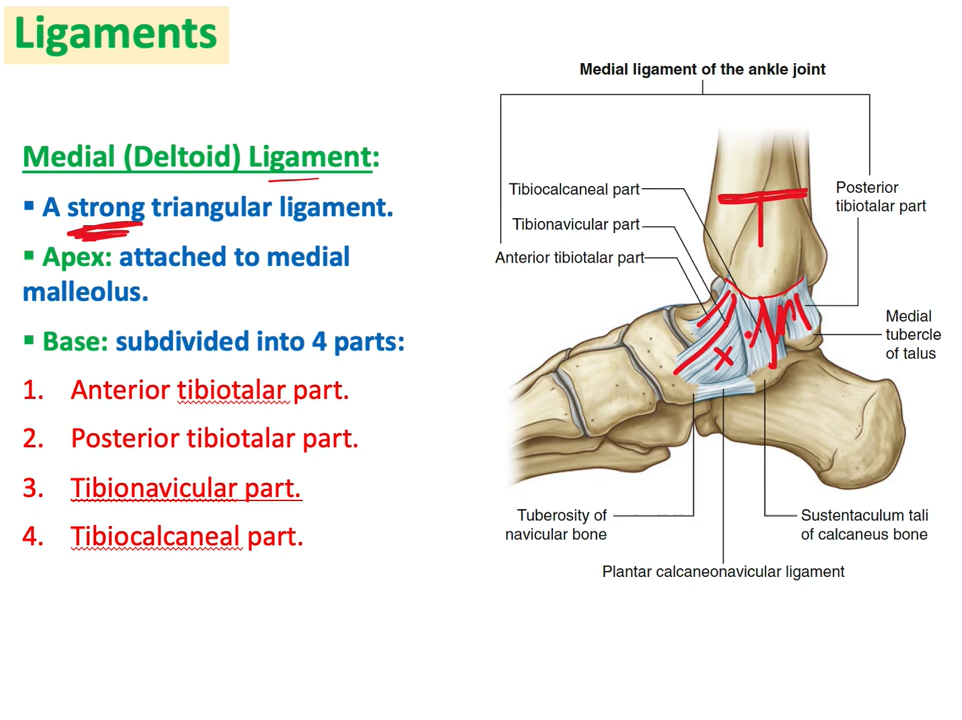 Ligaments
Medial (Deltoid) Ligament:
▪ A strong triangular ligament.
▪ Apex: attached to medial
malleolus.
▪ Base: subdivided into 4 parts:
1. Anterior tibiotalar part.
2. Posterior tibiotalar part.
3. Tibionavicular part.
4. Tibiocalcaneal part.
Medial ligament of the ankle joint
Tibiocalcaneal part
Tibionavicular part
Anterior tibiotalar part
Posterior
tibiotalar part
Medial
tubercle
of talus
Tuberosity of
navicular bone
Sustentaculum tali
of calcaneus bone
Plantar calcaneonavicular ligament